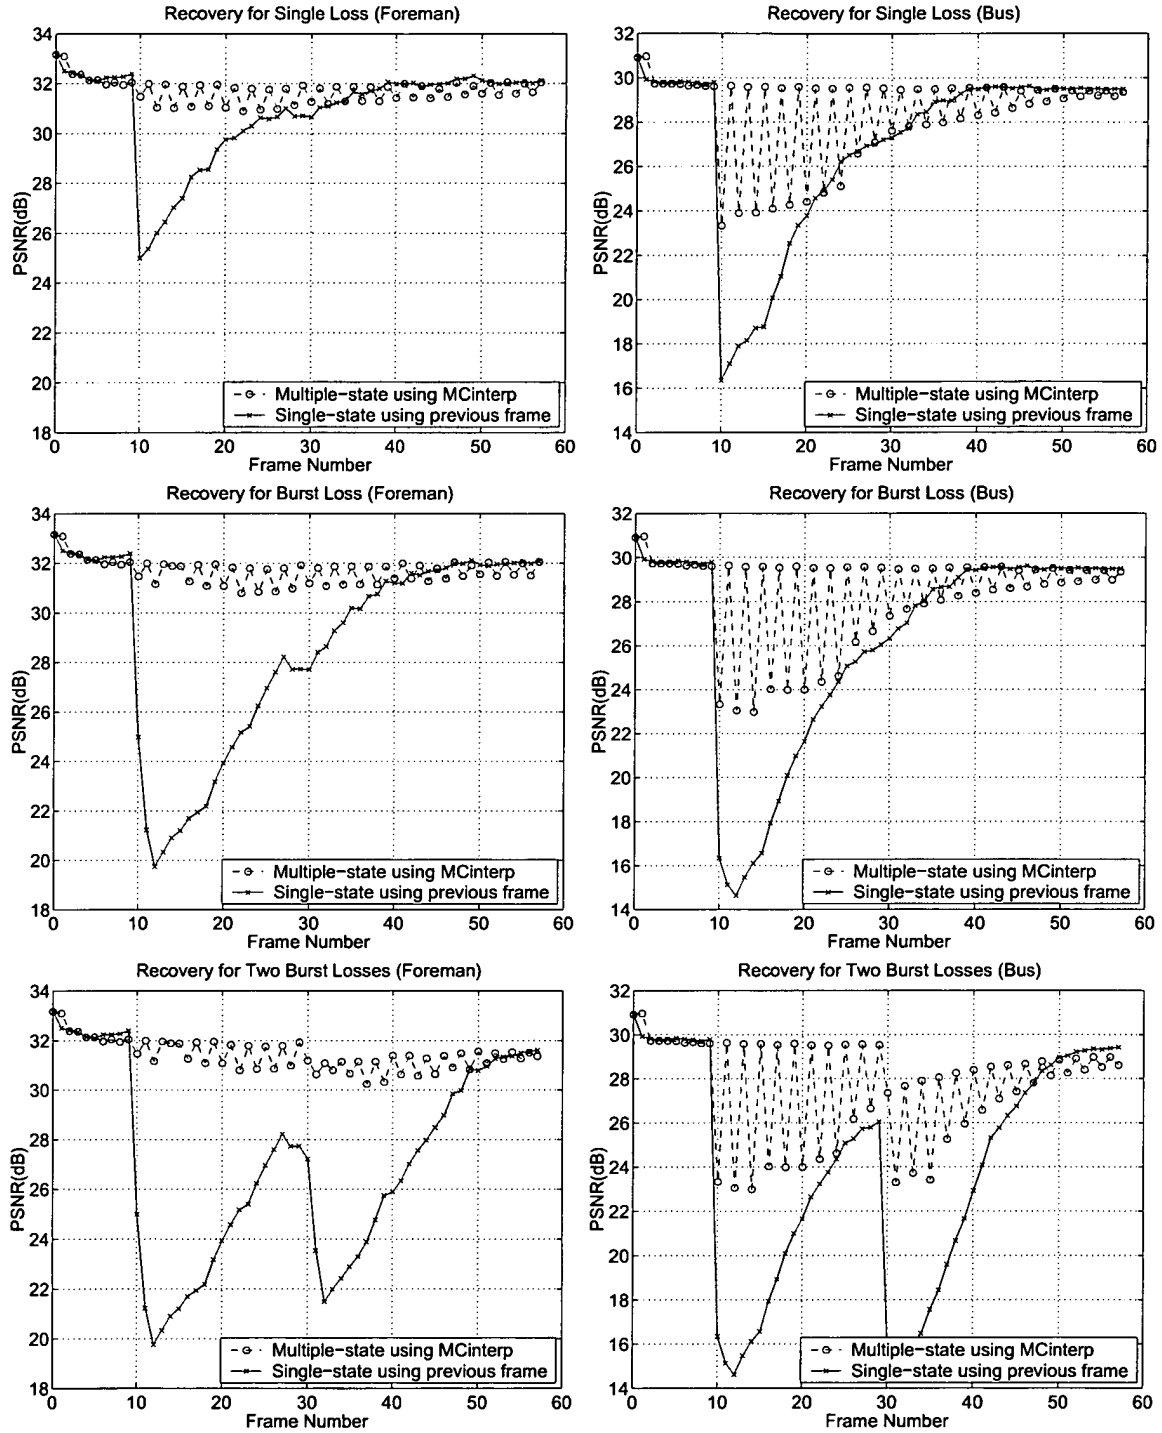 Recovery for Single Loss (Foreman)
34
32
30
28
26
24
22
20
18
PSNR(dB)
0 10 20 30 40 50 60
Frame Number
Multiple-state using MCinterp
Single-state using previous frame
Recovery for Single Loss (Bus)
32
30
28
26
24
22
20
18
16
14
PSNR(dB)
0 10 20 30 40 50 60
Frame Number
Multiple-state using MCinterp
Single-state using previous frame
Recovery for Burst Loss (Foreman)
34
32
30
28
26
24
22
20
18
PSNR(dB)
0 10 20 30 40 50 60
Frame Number
Multiple-state using MCinterp
Single-state using previous frame
Recovery for Burst Loss (Bus)
32
30
28
26
24
22
20
18
16
14
PSNR(dB)
0 10 20 30 40 50 60
Frame Number
Multiple-state using MCinterp
Single-state using previous frame
Recovery for Two Burst Losses (Foreman)
34
32
30
28
26
24
22
20
18
PSNR(dB)
0 10 20 30 40 50 60
Frame Number
Multiple-state using MCinterp
Single-state using previous frame
Recovery for Two Burst Losses (Bus)
32
30
28
26
24
22
20
18
16
14
PSNR(dB)
0 10 20 30 40 50 60
Frame Number
Multiple-state using MCinterp
Single-state using previous frame